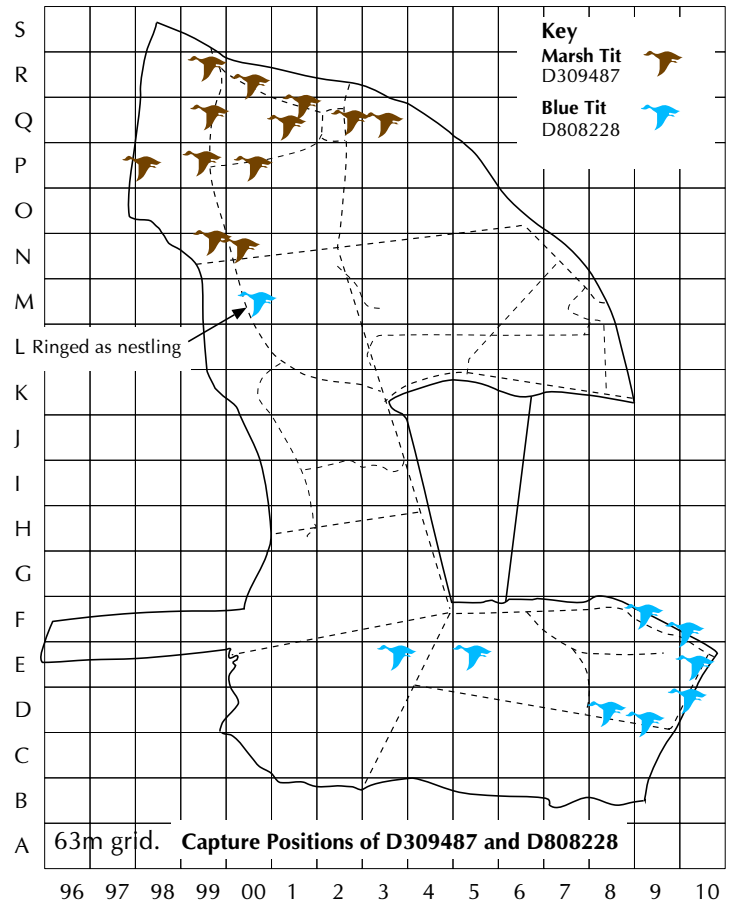 S
Key
Marsh Tit
D309487
R
Blue Tit
D808228
Q
P
O
N
M
L Ringed as nestling
K
J
I
H
G
F
E
D
C
B
A 63m grid. Capture Positions of D309487 and D808228
96 97 98 99 00 1 2 3 4 5 6 7 8 9 10